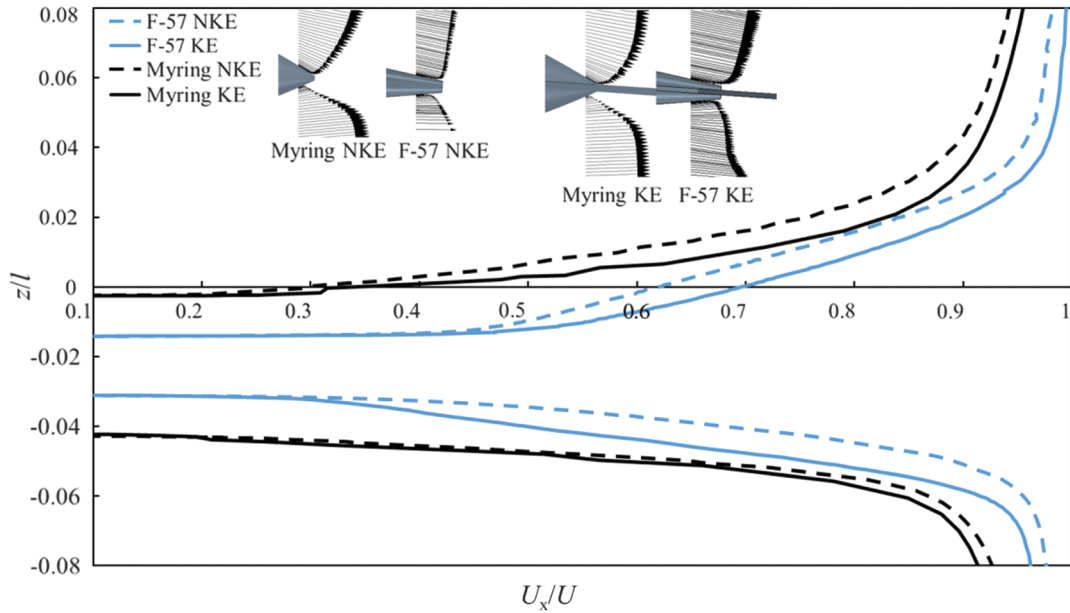 0.08
0.06
0.04
0.02
0
-0.02
-0.04
-0.06
-0.08
z/l
F-57 NKE
F-57 KE
Myring NKE
Myring KE
Myring NKE
F-57 NKE
Myring KE
F-57 KE
0.1 0.2 0.3 0.4 0.5 0.6 0.7 0.8 0.9 1
Uₓ/U